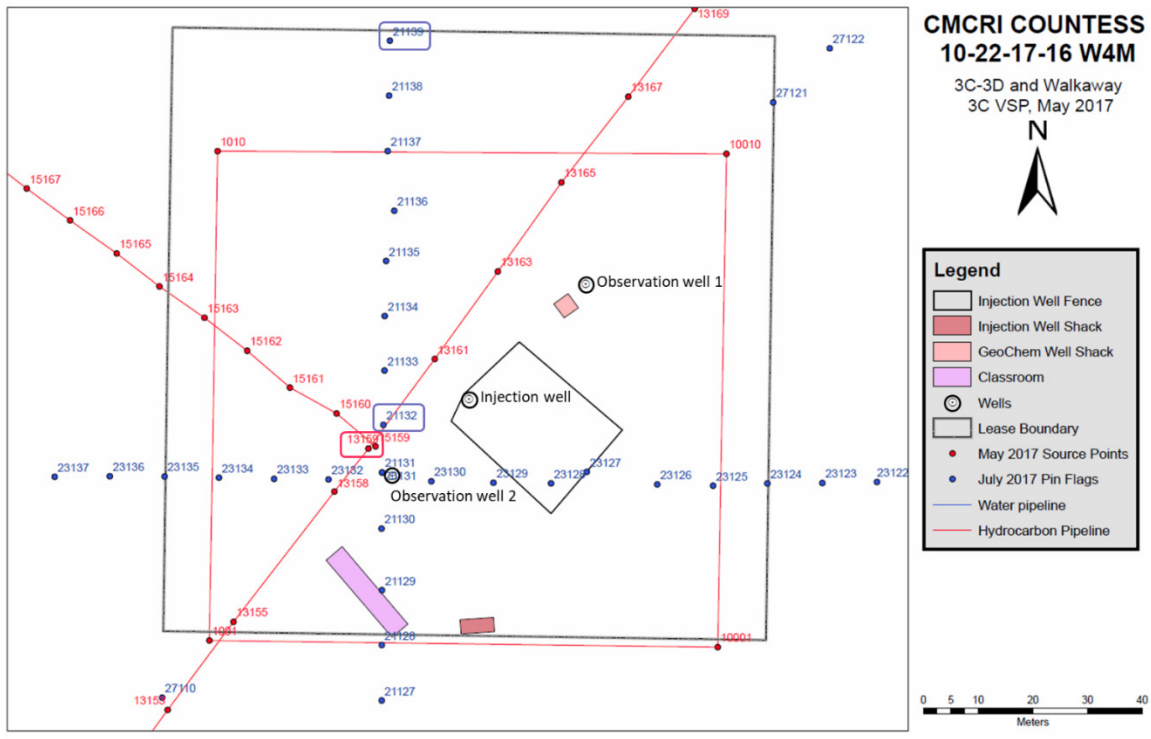 CMCRI COUNTESS
10-22-17-16 W4M
3C-3D and Walkaway
3C VSP, May 2017
N
13169
21139
27122
21138
13167
27121
21137
1010
10010
15167
13165
21136
15166
15165
21135
13163
15164
Observation well 1
21134
15163
13161
15162
21133
15161
Injection well
15160
21132
13159
15159
21131
23137
23136
23135
23134
23133
23132
21131
23130
23129
23128
23127
23126
23125
23124
23123
23122
13158
Observation well 2
21130
21129
13155
1001
21128
10001
27110
13153
21127
Legend
Injection Well Fence
Injection Well Shack
GeoChem Well Shack
Classroom
Wells
Lease Boundary
May 2017 Source Points
July 2017 Pin Flags
Water pipeline
Hydrocarbon Pipeline
0 5 10 20 30 40
Meters